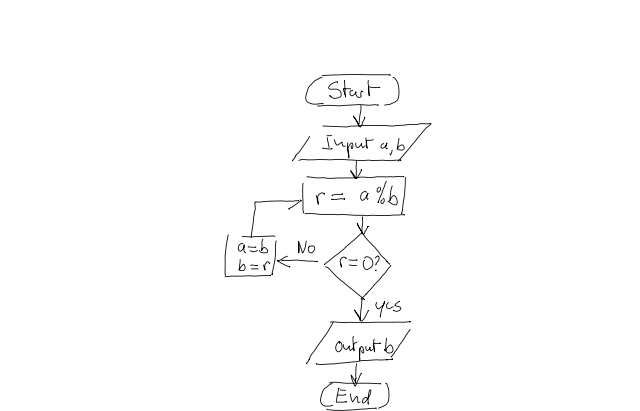 Start
Input a,b
r = a%b
a=b
b=r
No
r=0?
yes
output b
End